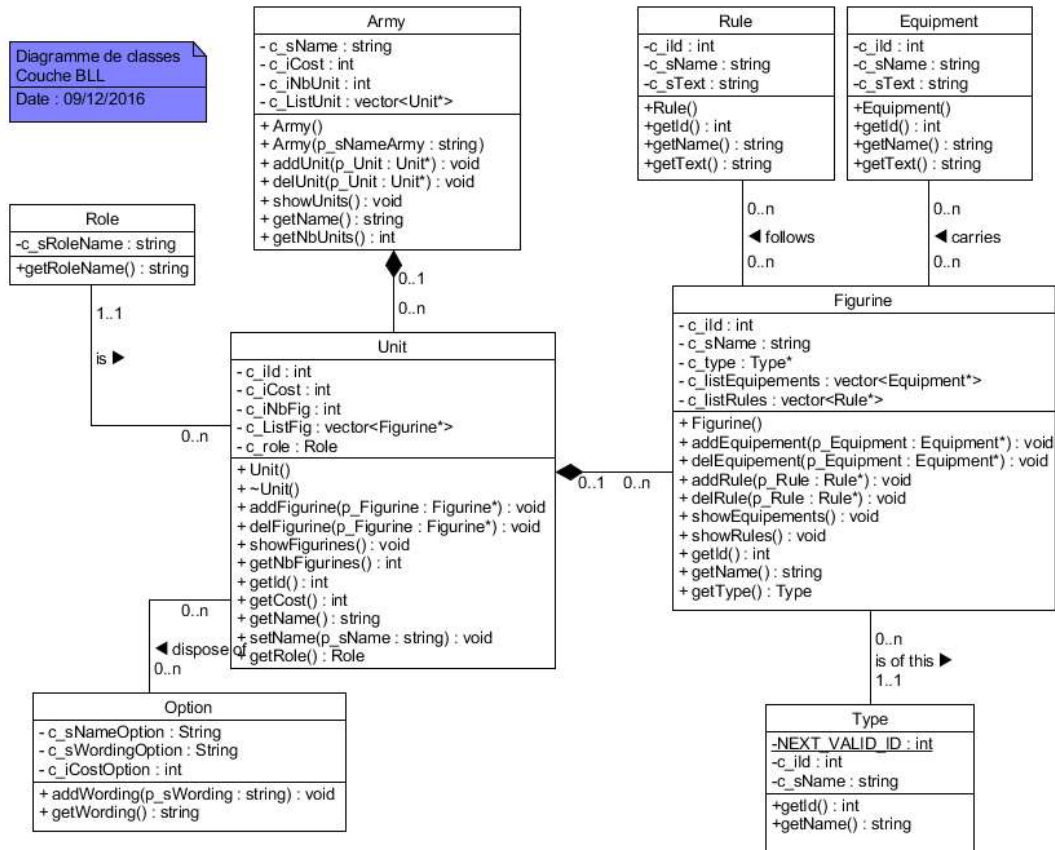 Diagramme de classes
Couche BLL
Date : 09/12/2016
Army
- c_sName : string
- c_iCost : int
- c_iNbUnit : int
- c_ListUnit : vector<Unit*>
+ Army()
+ Army(p_sNameArmy : string)
+ addUnit(p_Unit : Unit*) : void
+ delUnit(p_Unit : Unit*) : void
+ showUnits() : void
+ getName() : string
+ getNbUnits() : int
Rule
-c_iId : int
-c_sName : string
-c_sText : string
+Rule()
+getId() : int
+getName() : string
+getText() : string
Equipment
-c_iId : int
-c_sName : string
-c_sText : string
+Equipment()
+getId() : int
+getName() : string
+getText() : string
0..n
◄ follows
0..n
0..n
◄ carries
0..n
Role
-c_sRoleName : string
+getRoleName() : string
1..1
is ►
0..n
0..1
0..n
Unit
- c_iId : int
- c_iCost : int
- c_iNbFig : int
- c_ListFig : vector<Figurine*>
- c_role : Role
+ Unit()
+ ~Unit()
+ addFigurine(p_Figurine : Figurine*) : void
+ delFigurine(p_Figurine : Figurine*) : void
+ showFigurines() : void
+ getNbFigurines() : int
+ getId() : int
+ getCost() : int
+ getName() : string
+ setName(p_sName : string) : void
+ getRole() : Role
0..1 0..n
Figurine
- c_iId : int
- c_sName : string
- c_type : Type*
- c_listEquipements : vector<Equipment*>
- c_listRules : vector<Rule*>
+ Figurine()
+ addEquipement(p_Equipment : Equipment*) : void
+ delEquipement(p_Equipment : Equipment*) : void
+ addRule(p_Rule : Rule*) : void
+ delRule(p_Rule : Rule*) : void
+ showEquipements() : void
+ showRules() : void
+ getId() : int
+ getName() : string
+ getType() : Type
0..n
◄ dispose of
0..n
Option
- c_sNameOption : String
- c_sWordingOption : String
- c_iCostOption : int
+ addWording(p_sWording : string) : void
+ getWording() : string
0..n
is of this ►
1..1
Type
-NEXT_VALID_ID : int
-c_iId : int
-c_sName : string
+getId() : int
+getName() : string